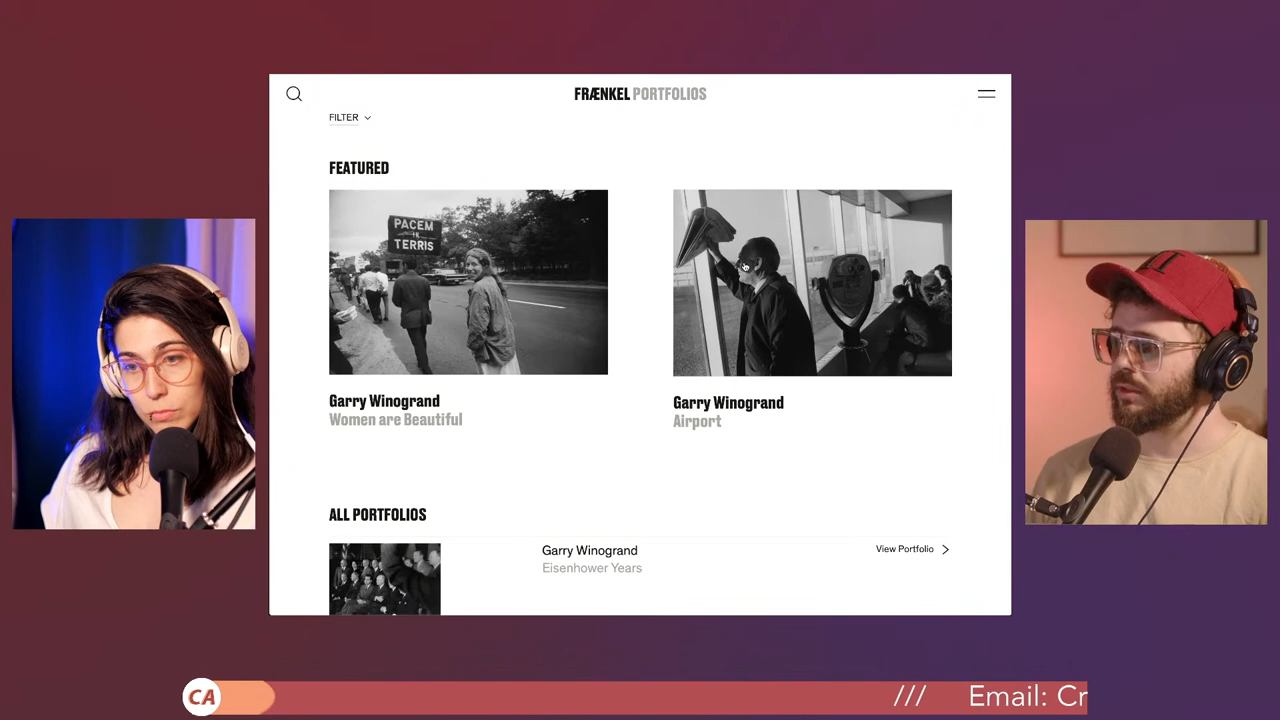 FRÆNKEL PORTFOLIOS
FILTER
FEATURED
PACEM
IN
TERRIS
Garry Winogrand
Women are Beautiful
Garry Winogrand
Airport
ALL PORTFOLIOS
Garry Winogrand
Eisenhower Years
View Portfolio
CA
/// Email: Cr